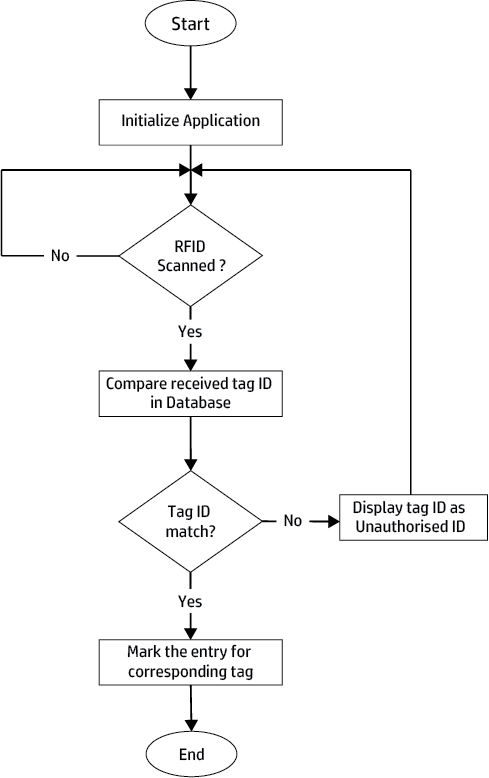 Start
Initialize Application
RFID
Scanned ?
No
Yes
Compare received tag ID
in Database
Tag ID
match?
No
Display tag ID as
Unauthorised ID
Yes
Mark the entry for
corresponding tag
End